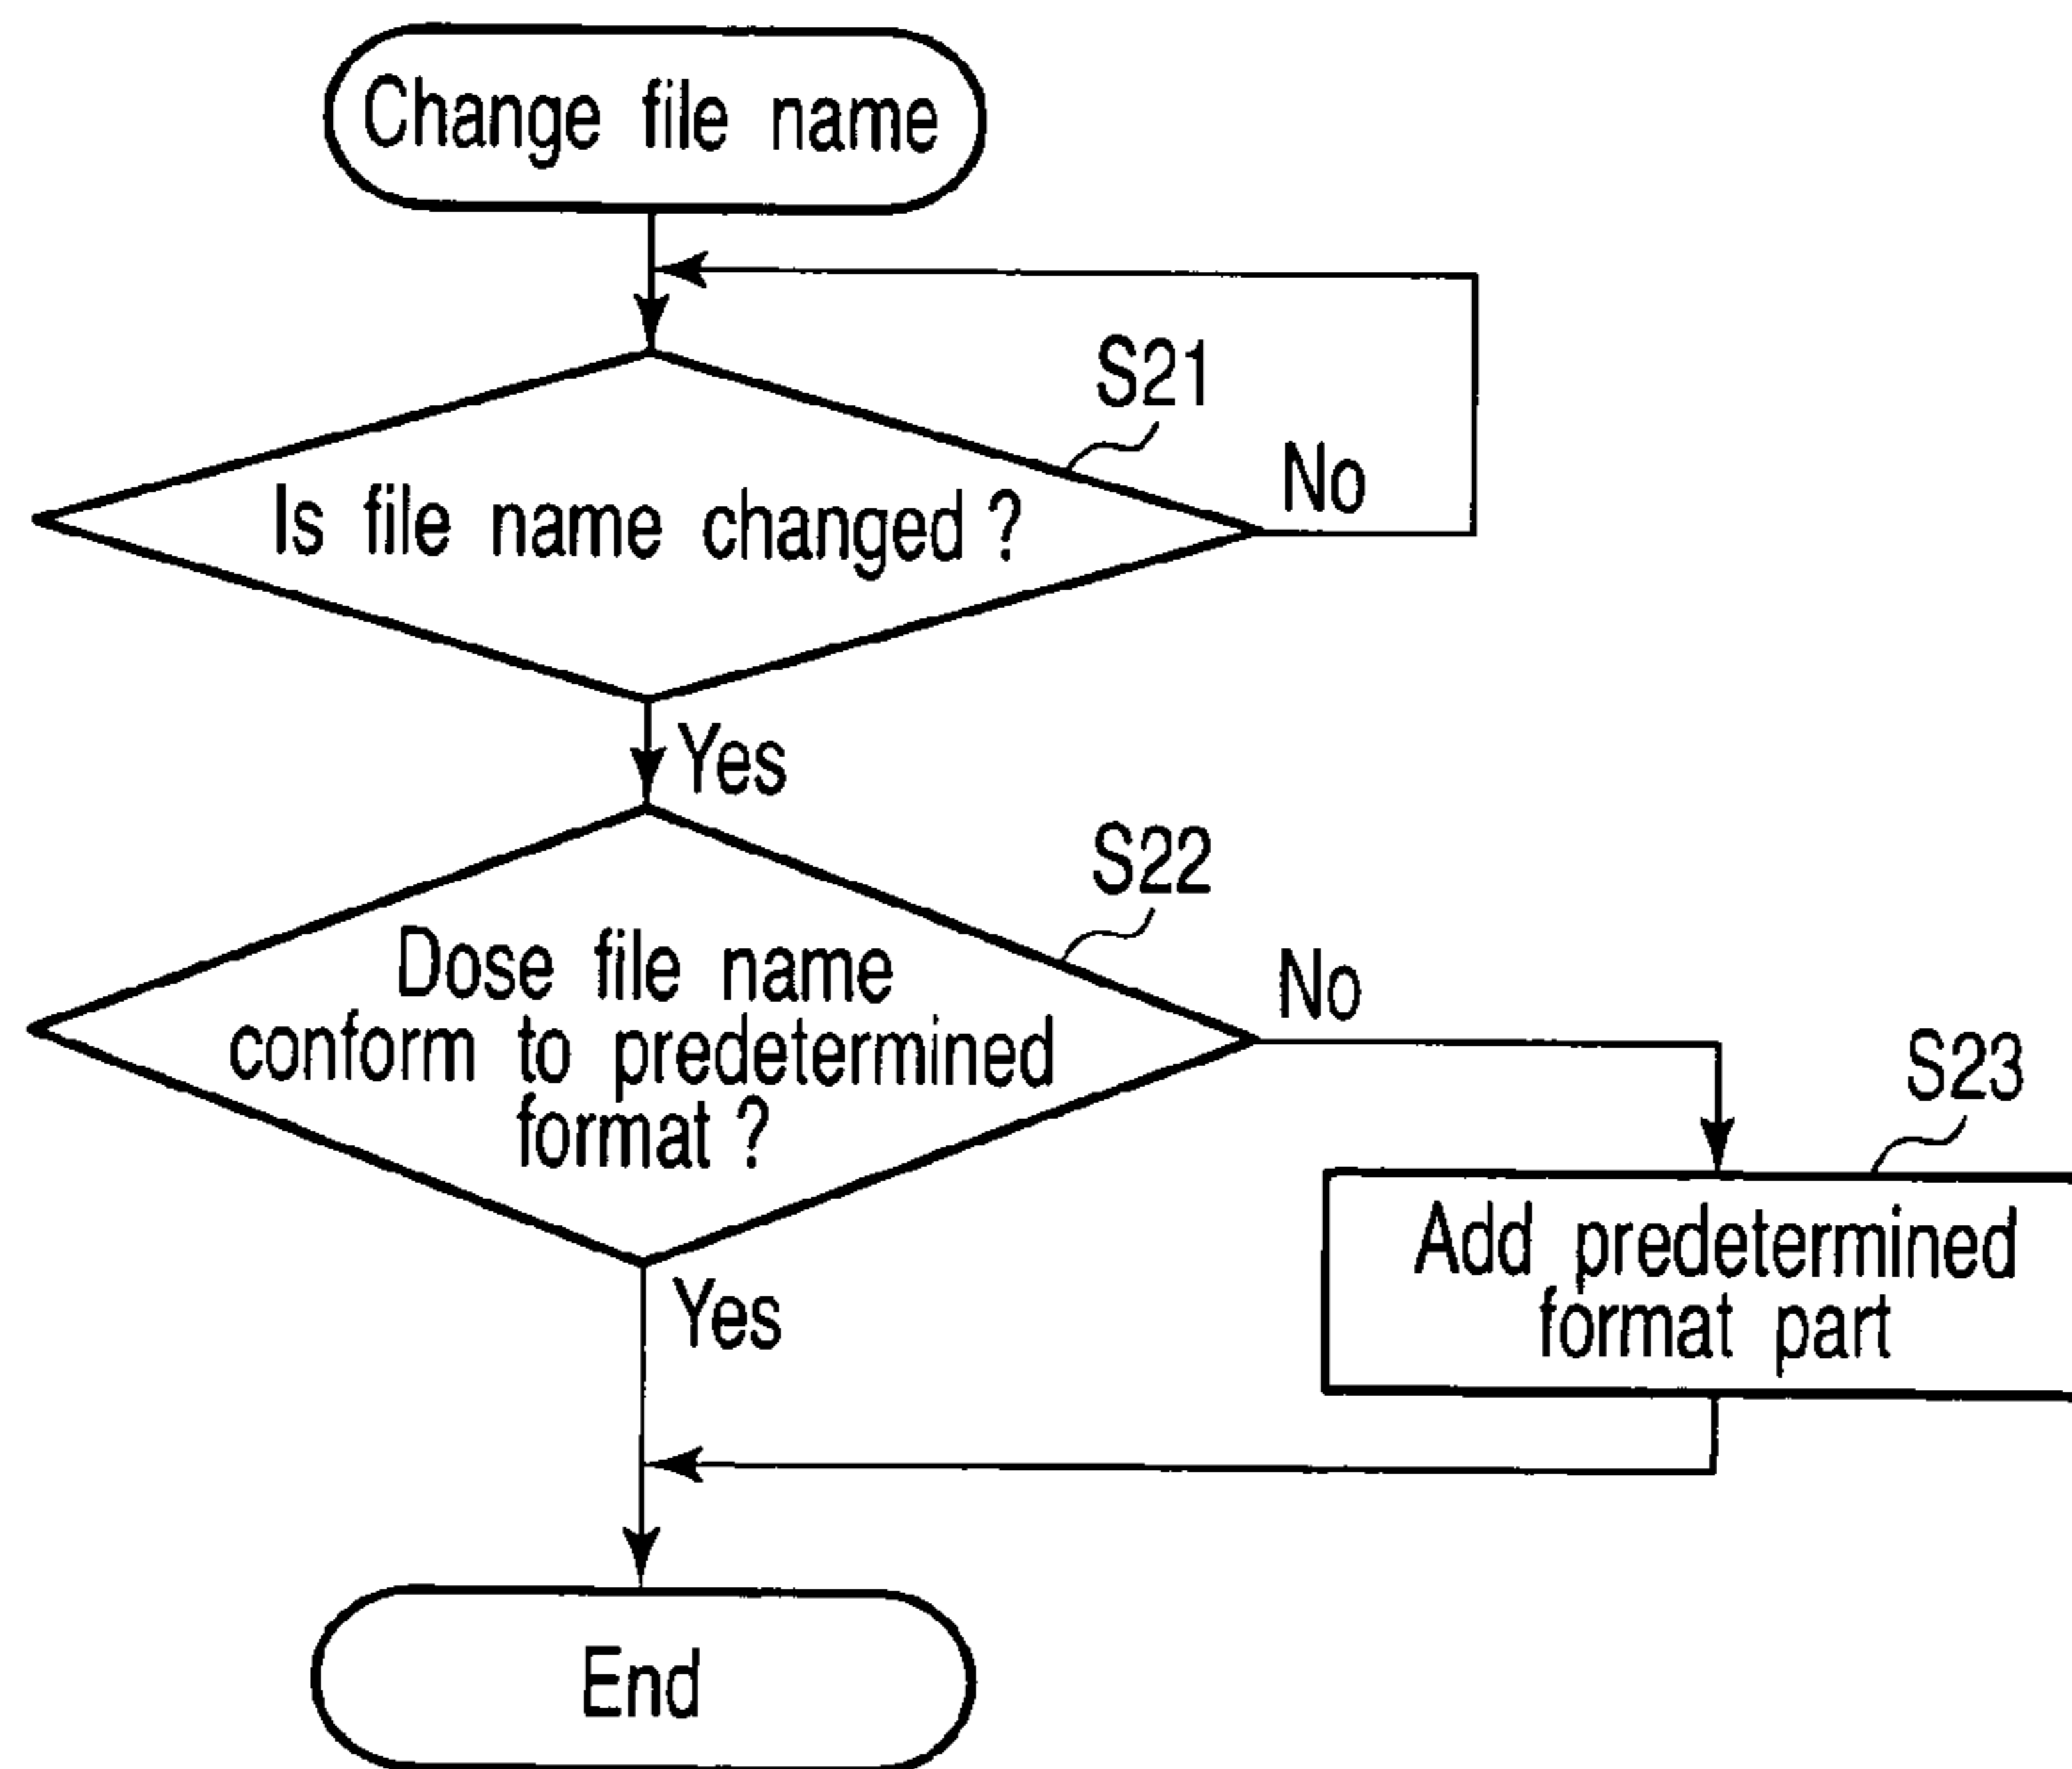 Change file name
S21
Is file name changed ?
No
Yes
S22
Dose file name
conform to predetermined
format ?
No
S23
Add predetermined
format part
Yes
End